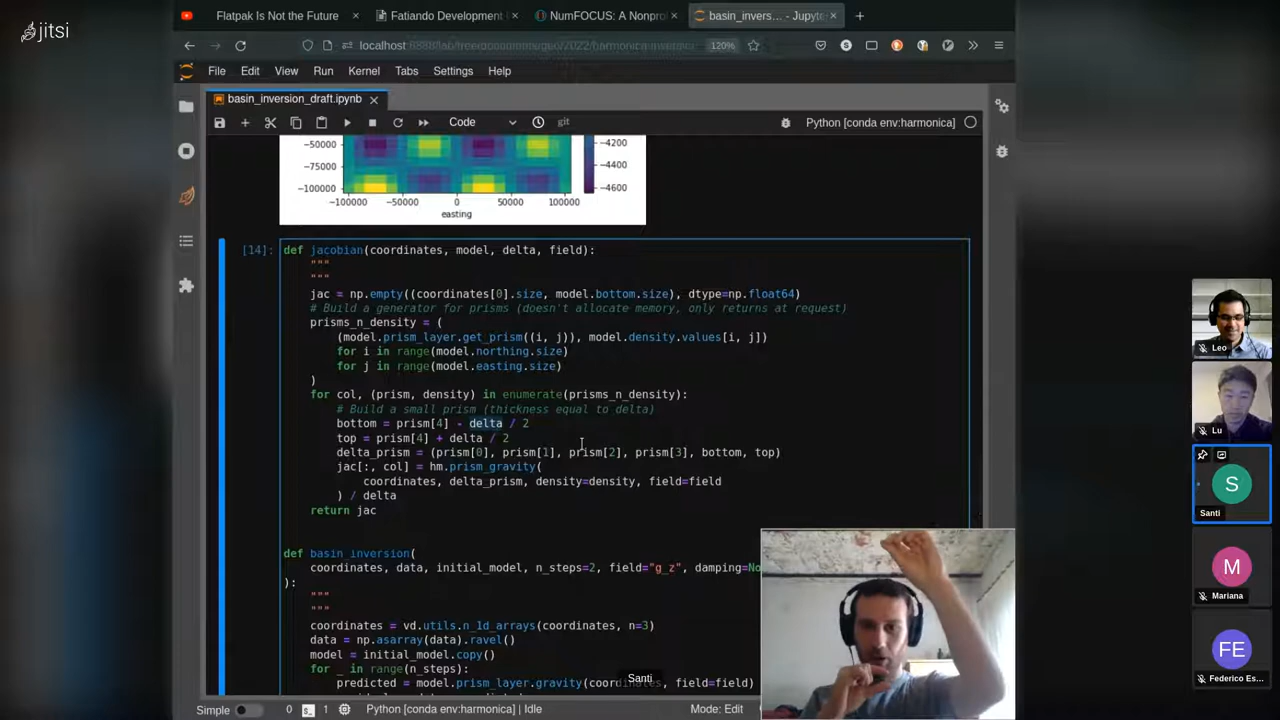 jitsi
Flatpak Is Not the Future
Fatiando Development
NumFOCUS: A Nonpro
basin_invers… - Jupyte
120%
File Edit View Run Kernel Tabs Settings Help
basin_inversion_draft.ipynb
Code
git
Python [conda env:harmonica]
−50000
−75000
−100000
−100000 −50000 0 50000 100000
easting
−4200
−4400
−4600
[14]:
def jacobian(coordinates, model, delta, field):
"""
"""
jac = np.empty((coordinates[0].size, model.bottom.size), dtype=np.float64)
# Build a generator for prisms (doesn't allocate memory, only returns at request)
prisms_n_density = (
(model.prism_layer.get_prism((i, j)), model.density.values[i, j])
for i in range(model.northing.size)
for j in range(model.easting.size)
)
for col, (prism, density) in enumerate(prisms_n_density):
# Build a small prism (thickness equal to delta)
bottom = prism[4] - delta / 2
top = prism[4] + delta / 2
delta_prism = (prism[0], prism[1], prism[2], prism[3], bottom, top)
jac[:, col] = hm.prism_gravity(
coordinates, delta_prism, density=density, field=field
) / delta
return jac
def basin_inversion(
coordinates, data, initial_model, n_steps=2, field="g_z", damping=No
):
"""
"""
coordinates = vd.utils.n_1d_arrays(coordinates, n=3)
data = np.asarray(data).ravel()
model = initial_model.copy()
for _ in range(n_steps):
predicted = model.prism_layer.gravity(coordinates, field=field)
Santi
Simple 0 1 Python [conda env:harmonica] | Idle
Mode: Edit
Leo
Lu
S
Santi
M
Mariana
FE
Federico Es...